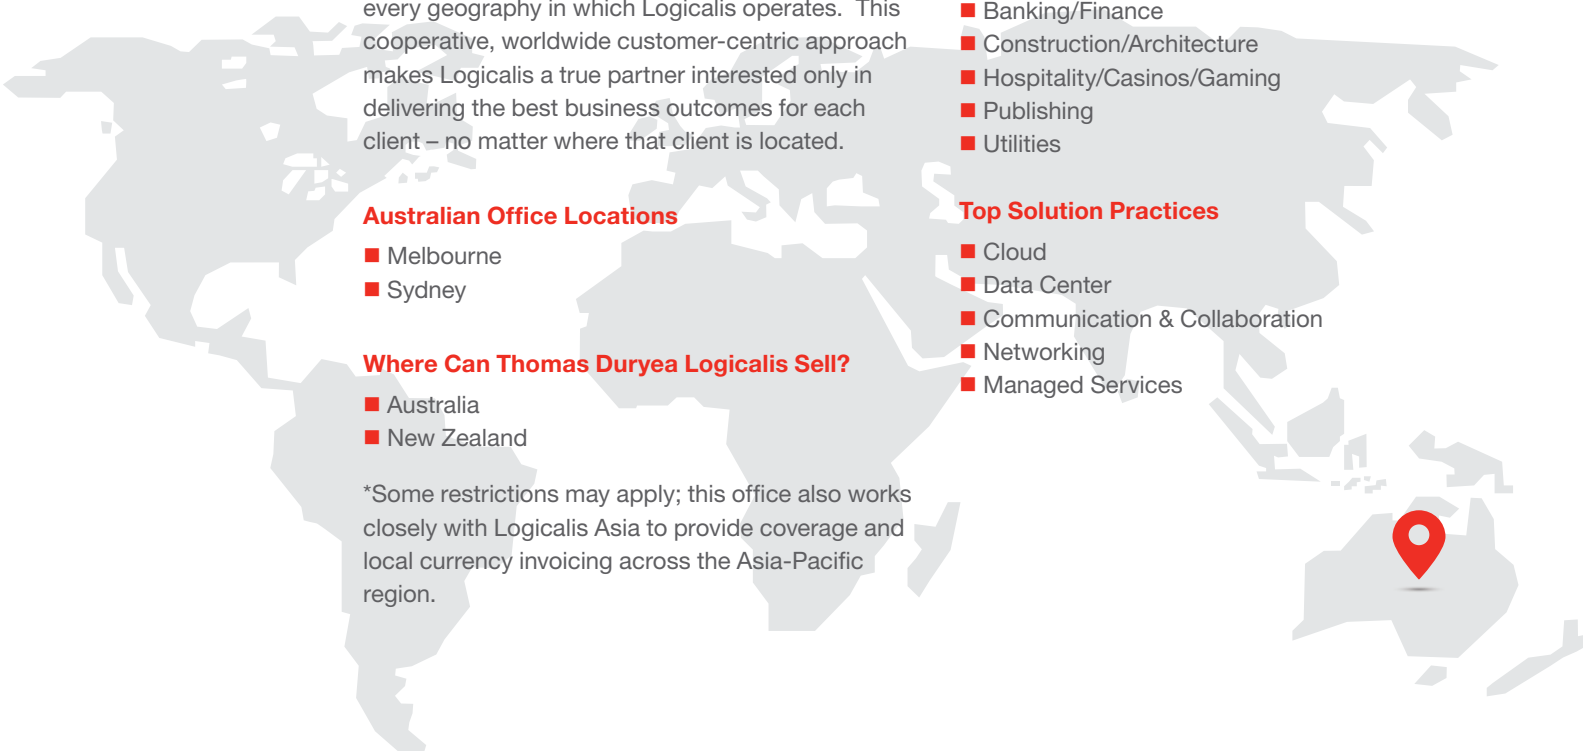 every geography in which Logicalis operates.  This
cooperative, worldwide customer-centric approach
makes Logicalis a true partner interested only in
delivering the best business outcomes for each
client – no matter where that client is located.
Australian Office Locations
■ Melbourne
■ Sydney
Where Can Thomas Duryea Logicalis Sell?
■ Australia
■ New Zealand
*Some restrictions may apply; this office also works
closely with Logicalis Asia to provide coverage and
local currency invoicing across the Asia-Pacific
region.
■ Banking/Finance
■ Construction/Architecture
■ Hospitality/Casinos/Gaming
■ Publishing
■ Utilities
Top Solution Practices
■ Cloud
■ Data Center
■ Communication & Collaboration
■ Networking
■ Managed Services